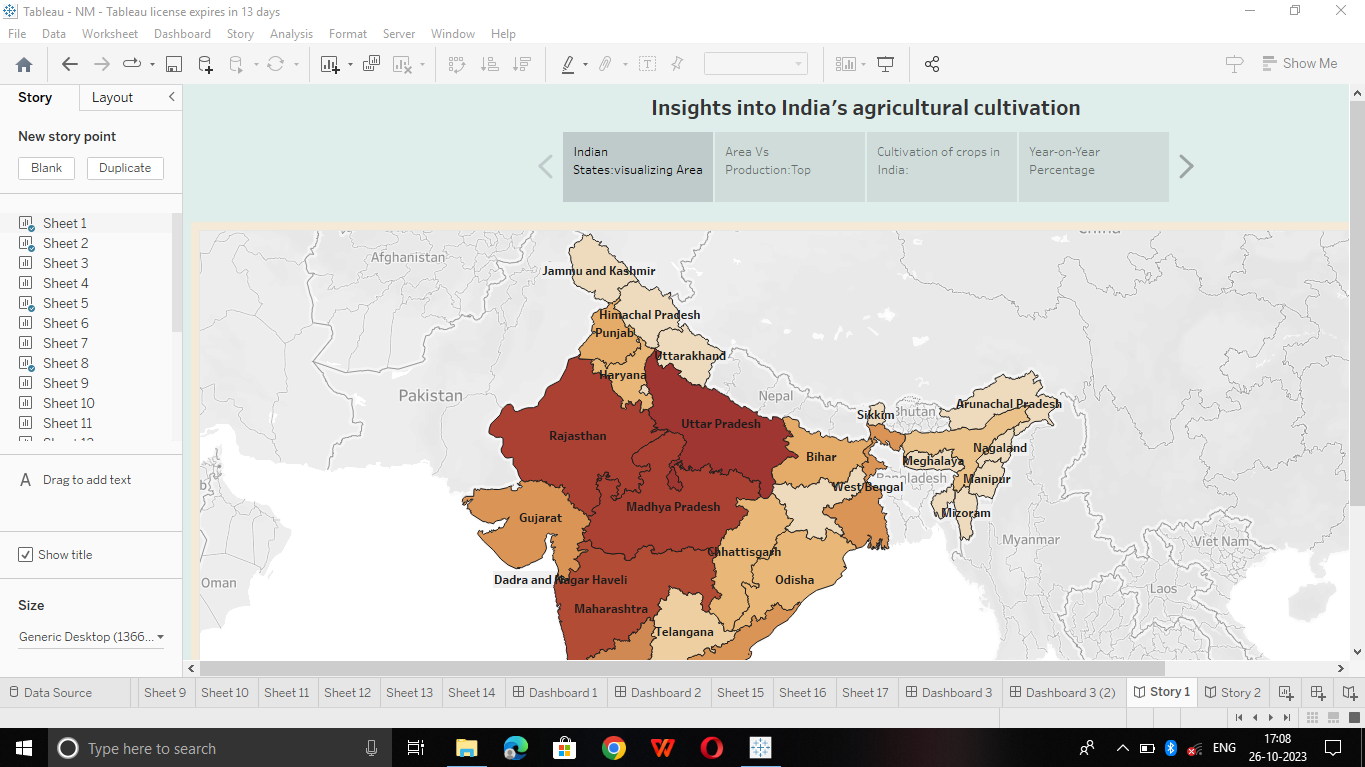 Tableau - NM - Tableau license expires in 13 days
File Data Worksheet Dashboard Story Analysis Format Server Window Help
Show Me
Story
Layout
New story point
Blank
Duplicate
Sheet 1
Sheet 2
Sheet 3
Sheet 4
Sheet 5
Sheet 6
Sheet 7
Sheet 8
Sheet 9
Sheet 10
Sheet 11
A Drag to add text
Show title
Size
Generic Desktop (1366...
Insights into India’s agricultural cultivation
Indian
States:visualizing Area
Area Vs
Production:Top
Cultivation of crops in
India:
Year-on-Year
Percentage
China
Afghanistan
Jammu and Kashmir
Himachal Pradesh
Punjab
Uttarakhand
Haryana
Pakistan
Nepal
Sikkim
Bhutan
Arunachal Pradesh
Uttar Pradesh
Rajasthan
Bihar
Nagaland
Meghalaya
Bangladesh
Manipur
West Bengal
Madhya Pradesh
Gujarat
Mizoram
Myanmar
Viet Nam
Chhattisgarh
Dadra and Nagar Haveli
Odisha
Oman
Laos
Maharashtra
Telangana
Data Source Sheet 9 Sheet 10 Sheet 11 Sheet 12 Sheet 13 Sheet 14 Dashboard 1 Dashboard 2 Sheet 15 Sheet 16 Sheet 17 Dashboard 3 Dashboard 3 (2) Story 1 Story 2
Type here to search
ENG
17:08
26-10-2023